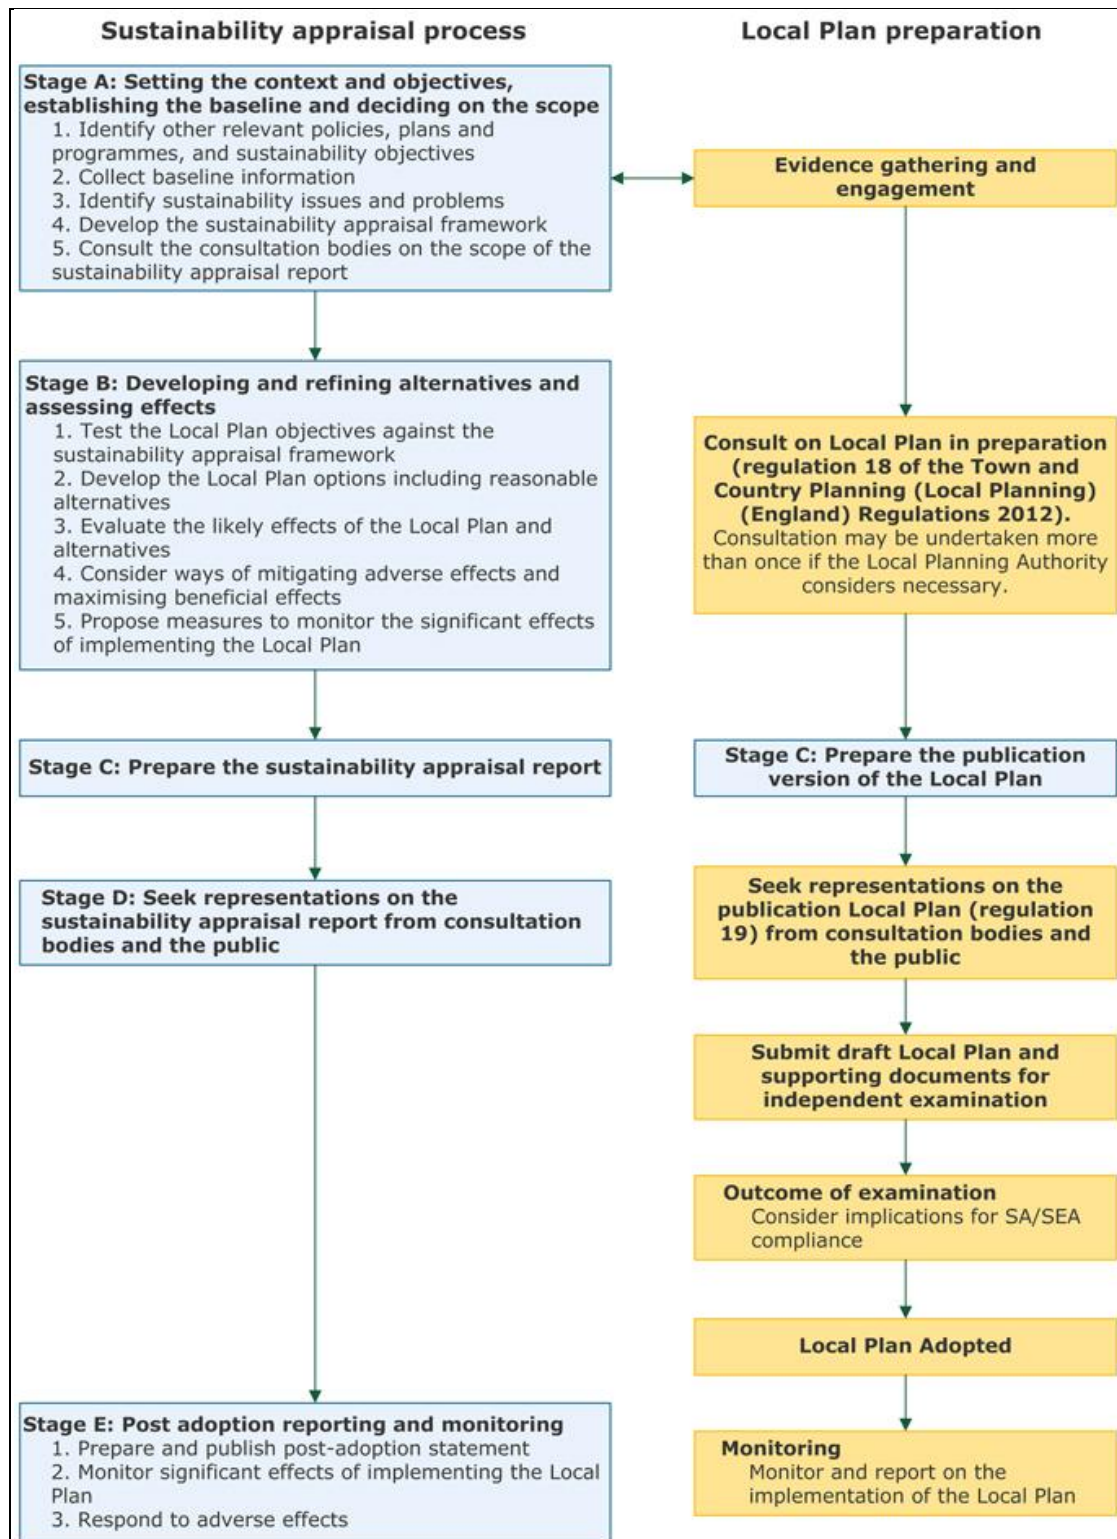 Sustainability appraisal process
Stage A: Setting the context and objectives,
establishing the baseline and deciding on the scope
1. Identify other relevant policies, plans and
programmes, and sustainability objectives
2. Collect baseline information
3. Identify sustainability issues and problems
4. Develop the sustainability appraisal framework
5. Consult the consultation bodies on the scope of the
sustainability appraisal report
Stage B: Developing and refining alternatives and
assessing effects
1. Test the Local Plan objectives against the
sustainability appraisal framework
2. Develop the Local Plan options including reasonable
alternatives
3. Evaluate the likely effects of the Local Plan and
alternatives
4. Consider ways of mitigating adverse effects and
maximising beneficial effects
5. Propose measures to monitor the significant effects
of implementing the Local Plan
Stage C: Prepare the sustainability appraisal report
Stage D: Seek representations on the
sustainability appraisal report from consultation
bodies and the public
Stage E: Post adoption reporting and monitoring
1. Prepare and publish post-adoption statement
2. Monitor significant effects of implementing the Local
Plan
3. Respond to adverse effects
Local Plan preparation
Evidence gathering and
engagement
Consult on Local Plan in preparation
(regulation 18 of the Town and
Country Planning (Local Planning)
(England) Regulations 2012).
Consultation may be undertaken more
than once if the Local Planning Authority
considers necessary.
Stage C: Prepare the publication
version of the Local Plan
Seek representations on the
publication Local Plan (regulation
19) from consultation bodies and
the public
Submit draft Local Plan and
supporting documents for
independent examination
Outcome of examination
Consider implications for SA/SEA
compliance
Local Plan Adopted
Monitoring
Monitor and report on the
implementation of the Local Plan